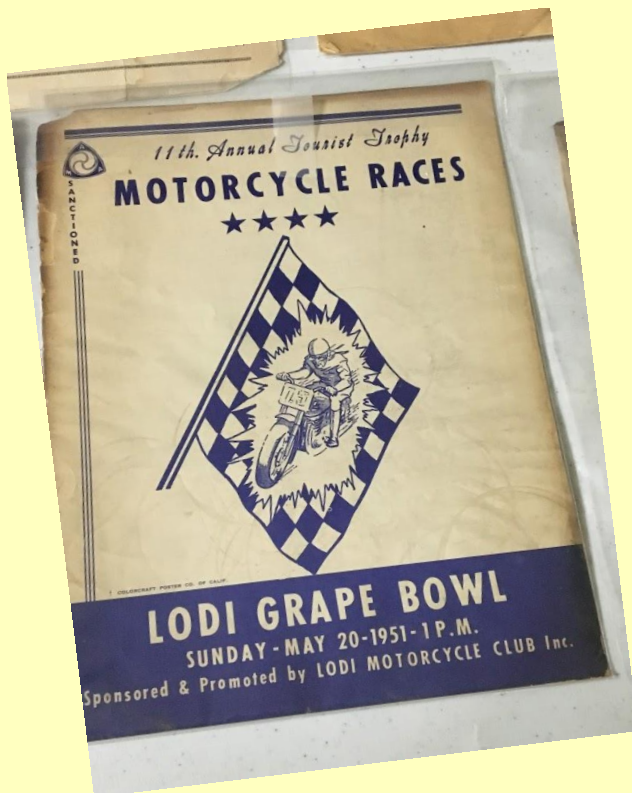 11th. Annual Tourist Trophy
MOTORCYCLE RACES
SANCTIONED
COLORCRAFT POSTER CO. OF CALIF.
LODI GRAPE BOWL
SUNDAY-MAY 20-1951-1 P.M.
Sponsored & Promoted by LODI MOTORCYCLE CLUB Inc.